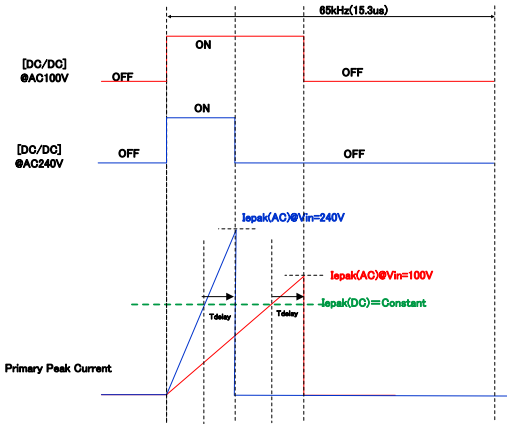 65kHz(15.3us)
[DC/DC]
@AC100V
OFF
ON
OFF
[DC/DC]
@AC240V
OFF
ON
OFF
Iepak(AC)@Vin=240V
Iepak(AC)@Vin=100V
Iepak(DC)=Constant
Tdelay
Tdelay
Primary Peak Current